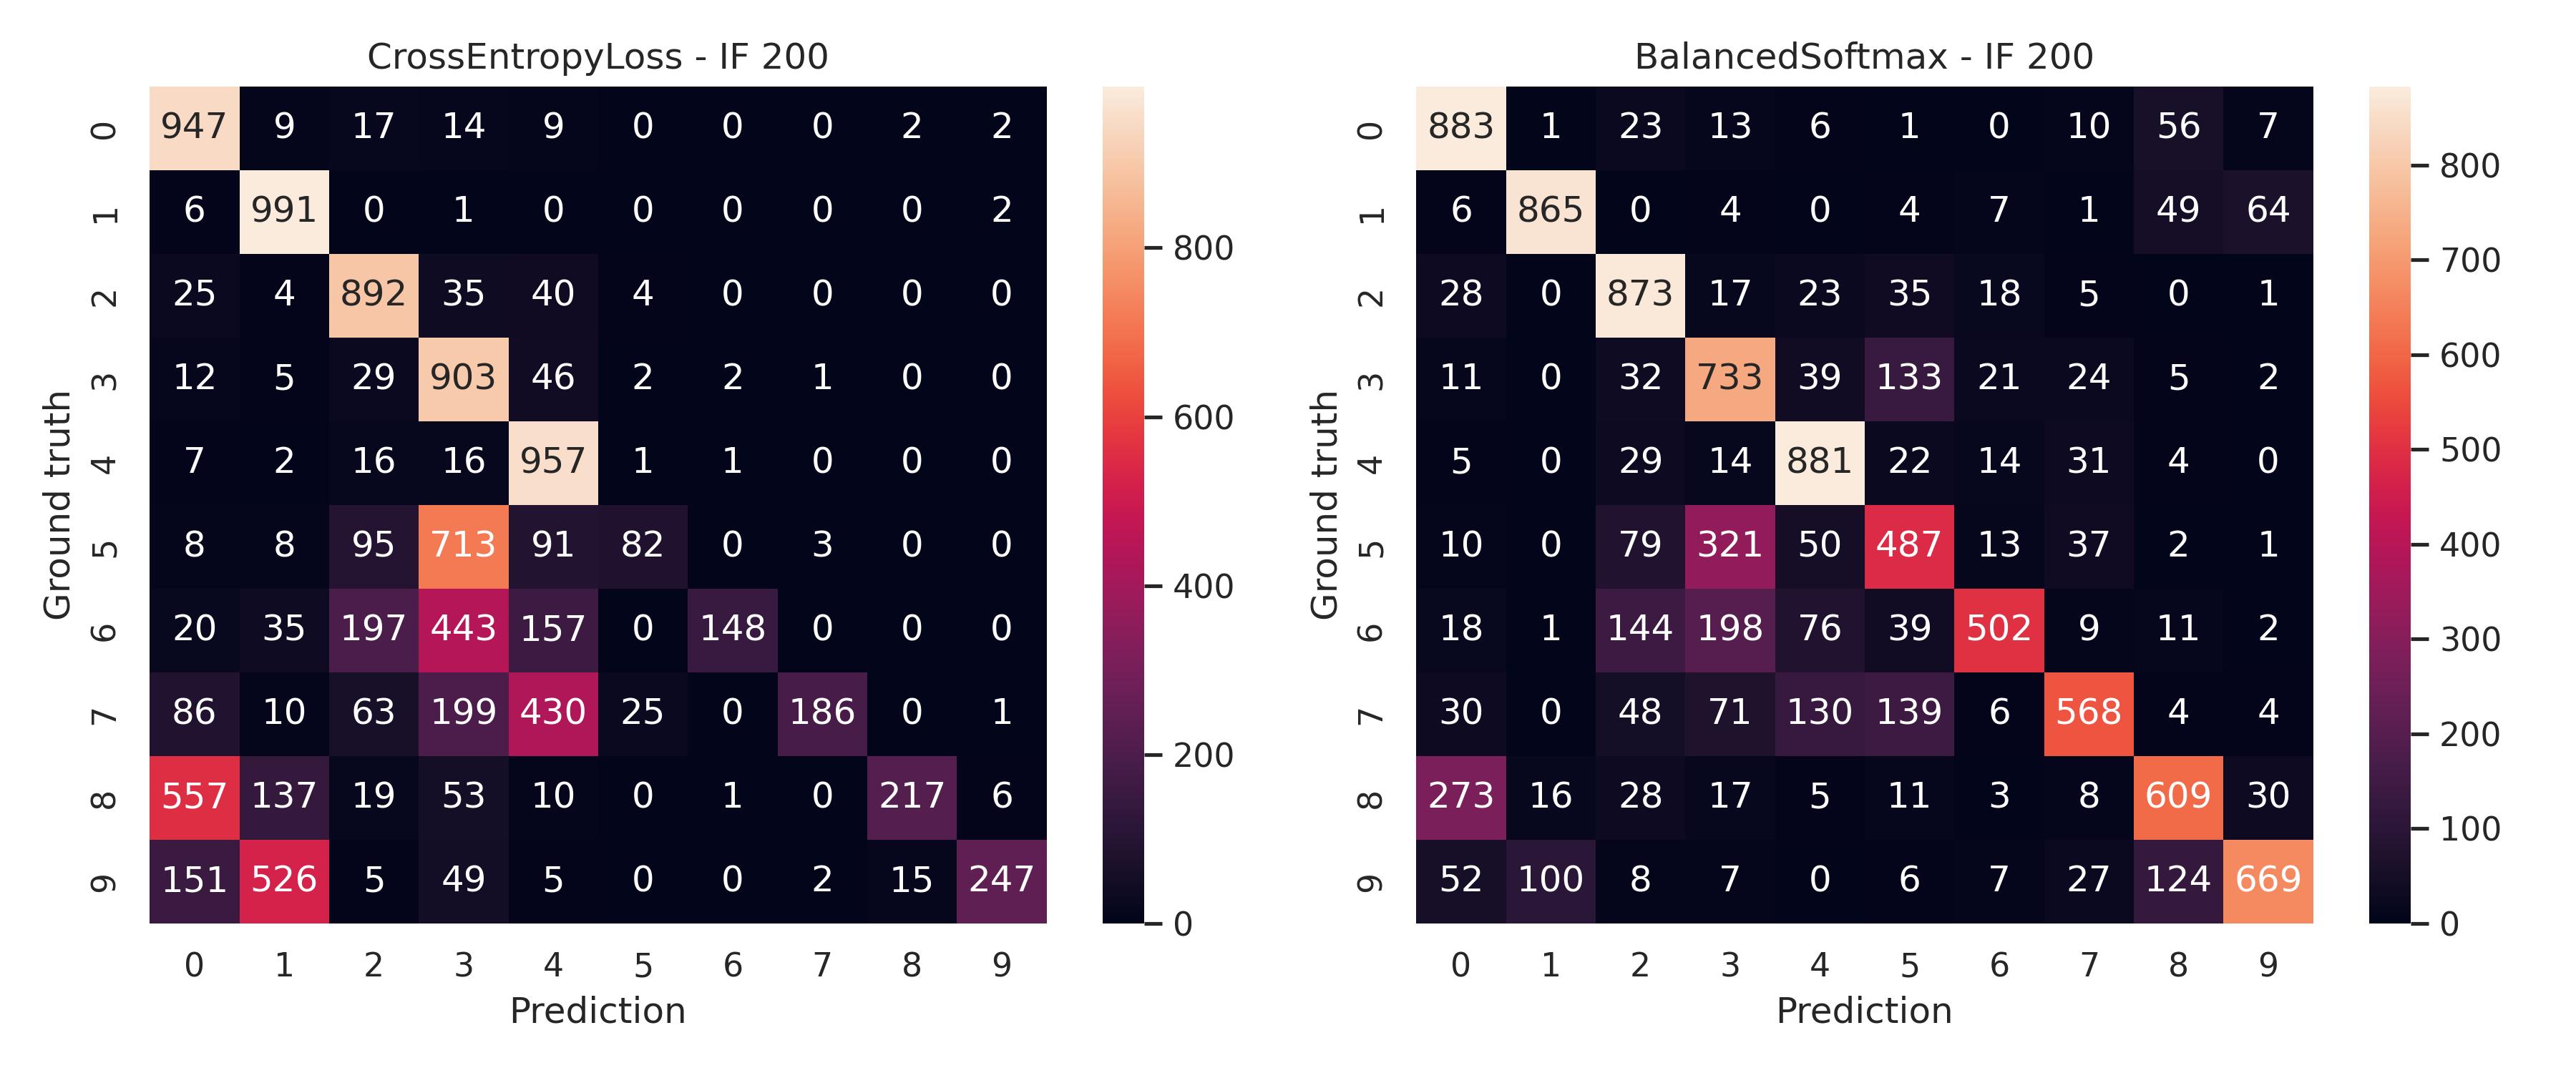 CrossEntropyLoss - IF 200
0 947 9 17 14 9 0 0 0 2 2
1 6 991 0 1 0 0 0 0 0 2
2 25 4 892 35 40 4 0 0 0 0
3 12 5 29 903 46 2 2 1 0 0
4 7 2 16 16 957 1 1 0 0 0
5 8 8 95 713 91 82 0 3 0 0
6 20 35 197 443 157 0 148 0 0 0
7 86 10 63 199 430 25 0 186 0 1
8 557 137 19 53 10 0 1 0 217 6
9 151 526 5 49 5 0 0 2 15 247
0 1 2 3 4 5 6 7 8 9
Prediction
Ground truth
800
600
400
200
0
BalancedSoftmax - IF 200
0 883 1 23 13 6 1 0 10 56 7
1 6 865 0 4 0 4 7 1 49 64
2 28 0 873 17 23 35 18 5 0 1
3 11 0 32 733 39 133 21 24 5 2
4 5 0 29 14 881 22 14 31 4 0
5 10 0 79 321 50 487 13 37 2 1
6 18 1 144 198 76 39 502 9 11 2
7 30 0 48 71 130 139 6 568 4 4
8 273 16 28 17 5 11 3 8 609 30
9 52 100 8 7 0 6 7 27 124 669
0 1 2 3 4 5 6 7 8 9
Prediction
Ground truth
800
700
600
500
400
300
200
100
0